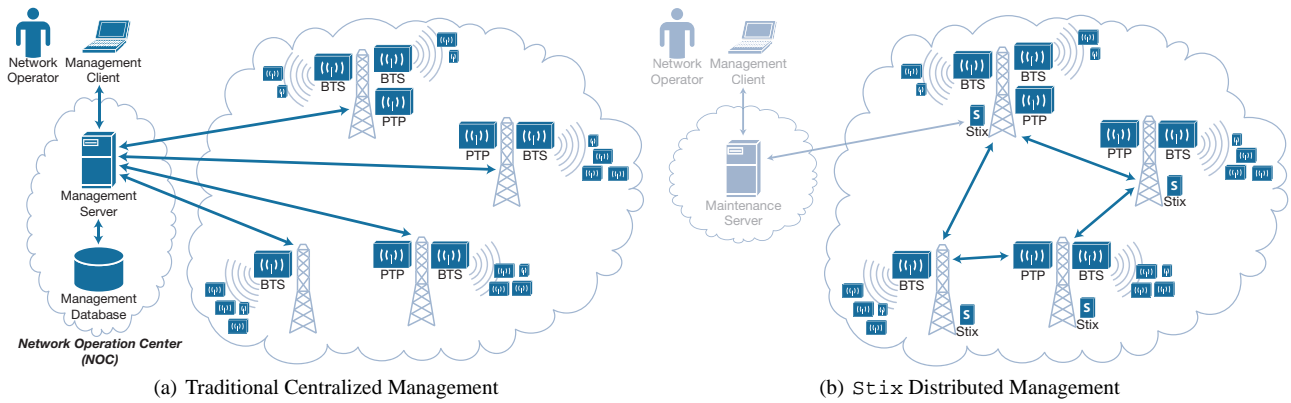 Network
Operator
Management
Client
Management
Server
Management
Database
Network Operation Center
(NOC)
BTS
BTS
PTP
PTP
BTS
BTS
PTP
BTS
(a) Traditional Centralized Management
Network
Operator
Management
Client
Maintenance
Server
BTS
BTS
PTP
S
Stix
PTP
BTS
S
Stix
BTS
S
Stix
PTP
BTS
S
Stix
(b) Stix Distributed Management